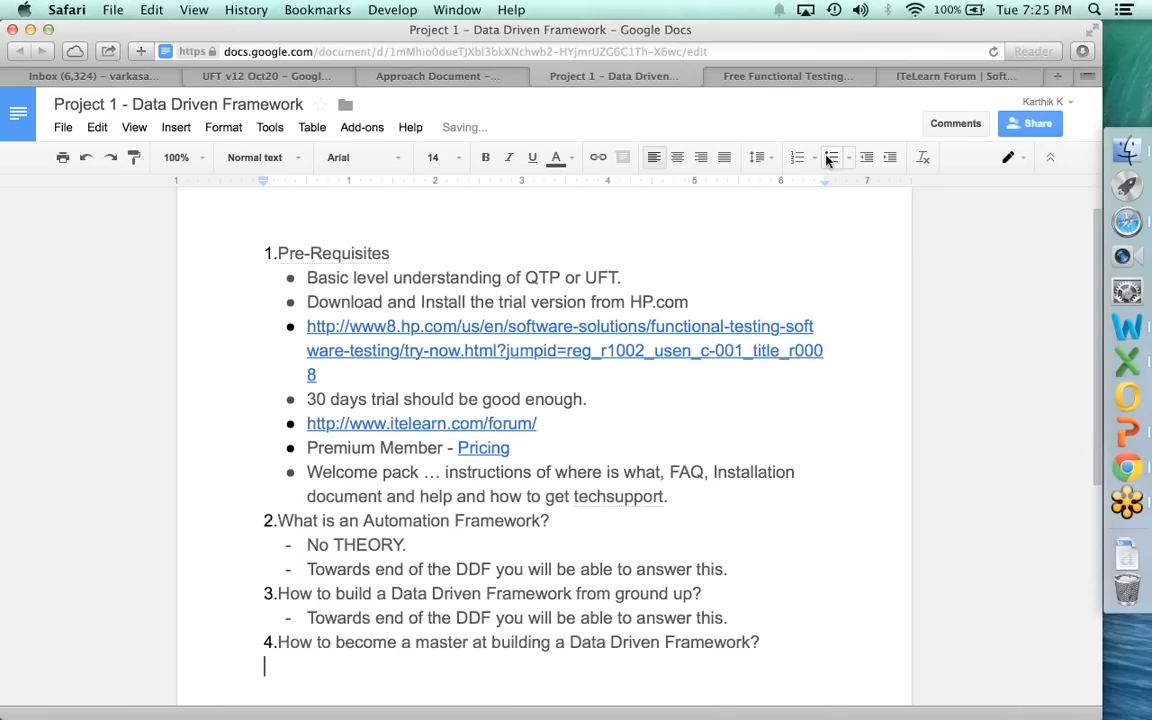 Safari File Edit View History Bookmarks Develop Window Help 100% Tue 7:25 PM
Project 1 - Data Driven Framework - Google Docs
https docs.google.com/document/d/1mMhio0dueTJXbl3bkXNchwb2-HYjmrUZG6C1Th-X6wc/edit Reader
Inbox (6,324) – varkasa... UFT v12 Oct20 – Googl... Approach Document –... Project 1 - Data Driven... Free Functional Testing... ITeLearn Forum | Soft...
Project 1 - Data Driven Framework
Karthik K
File Edit View Insert Format Tools Table Add-ons Help Saving...
Comments Share
100% Normal text Arial 14 B I U A
1 1 2 3 4 5 6 7
1.Pre-Requisites
● Basic level understanding of QTP or UFT.
● Download and Install the trial version from HP.com
● http://www8.hp.com/us/en/software-solutions/functional-testing-soft
ware-testing/try-now.html?jumpid=reg_r1002_usen_c-001_title_r000
8
● 30 days trial should be good enough.
● http://www.itelearn.com/forum/
● Premium Member - Pricing
● Welcome pack … instructions of where is what, FAQ, Installation
document and help and how to get techsupport.
2.What is an Automation Framework?
- No THEORY.
- Towards end of the DDF you will be able to answer this.
3.How to build a Data Driven Framework from ground up?
- Towards end of the DDF you will be able to answer this.
4.How to become a master at building a Data Driven Framework?